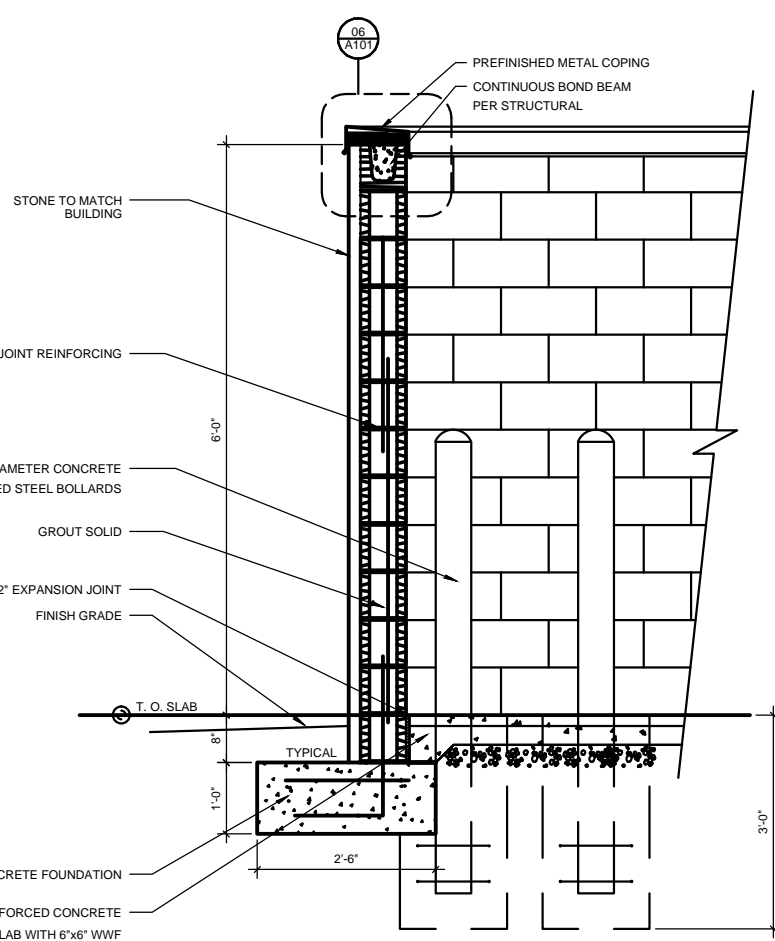 06
A101
PREFINISHED METAL COPING
CONTINUOUS BOND BEAM
PER STRUCTURAL
STONE TO MATCH
BUILDING
JOINT REINFORCING
6'-0"
AMETER CONCRETE
ED STEEL BOLLARDS
GROUT SOLID
2" EXPANSION JOINT
FINISH GRADE
T. O. SLAB
8"
TYPICAL
1'-0"
2'-6"
3'-0"
CRETE FOUNDATION
FORCED CONCRETE
LAB WITH 6"x6" WWF